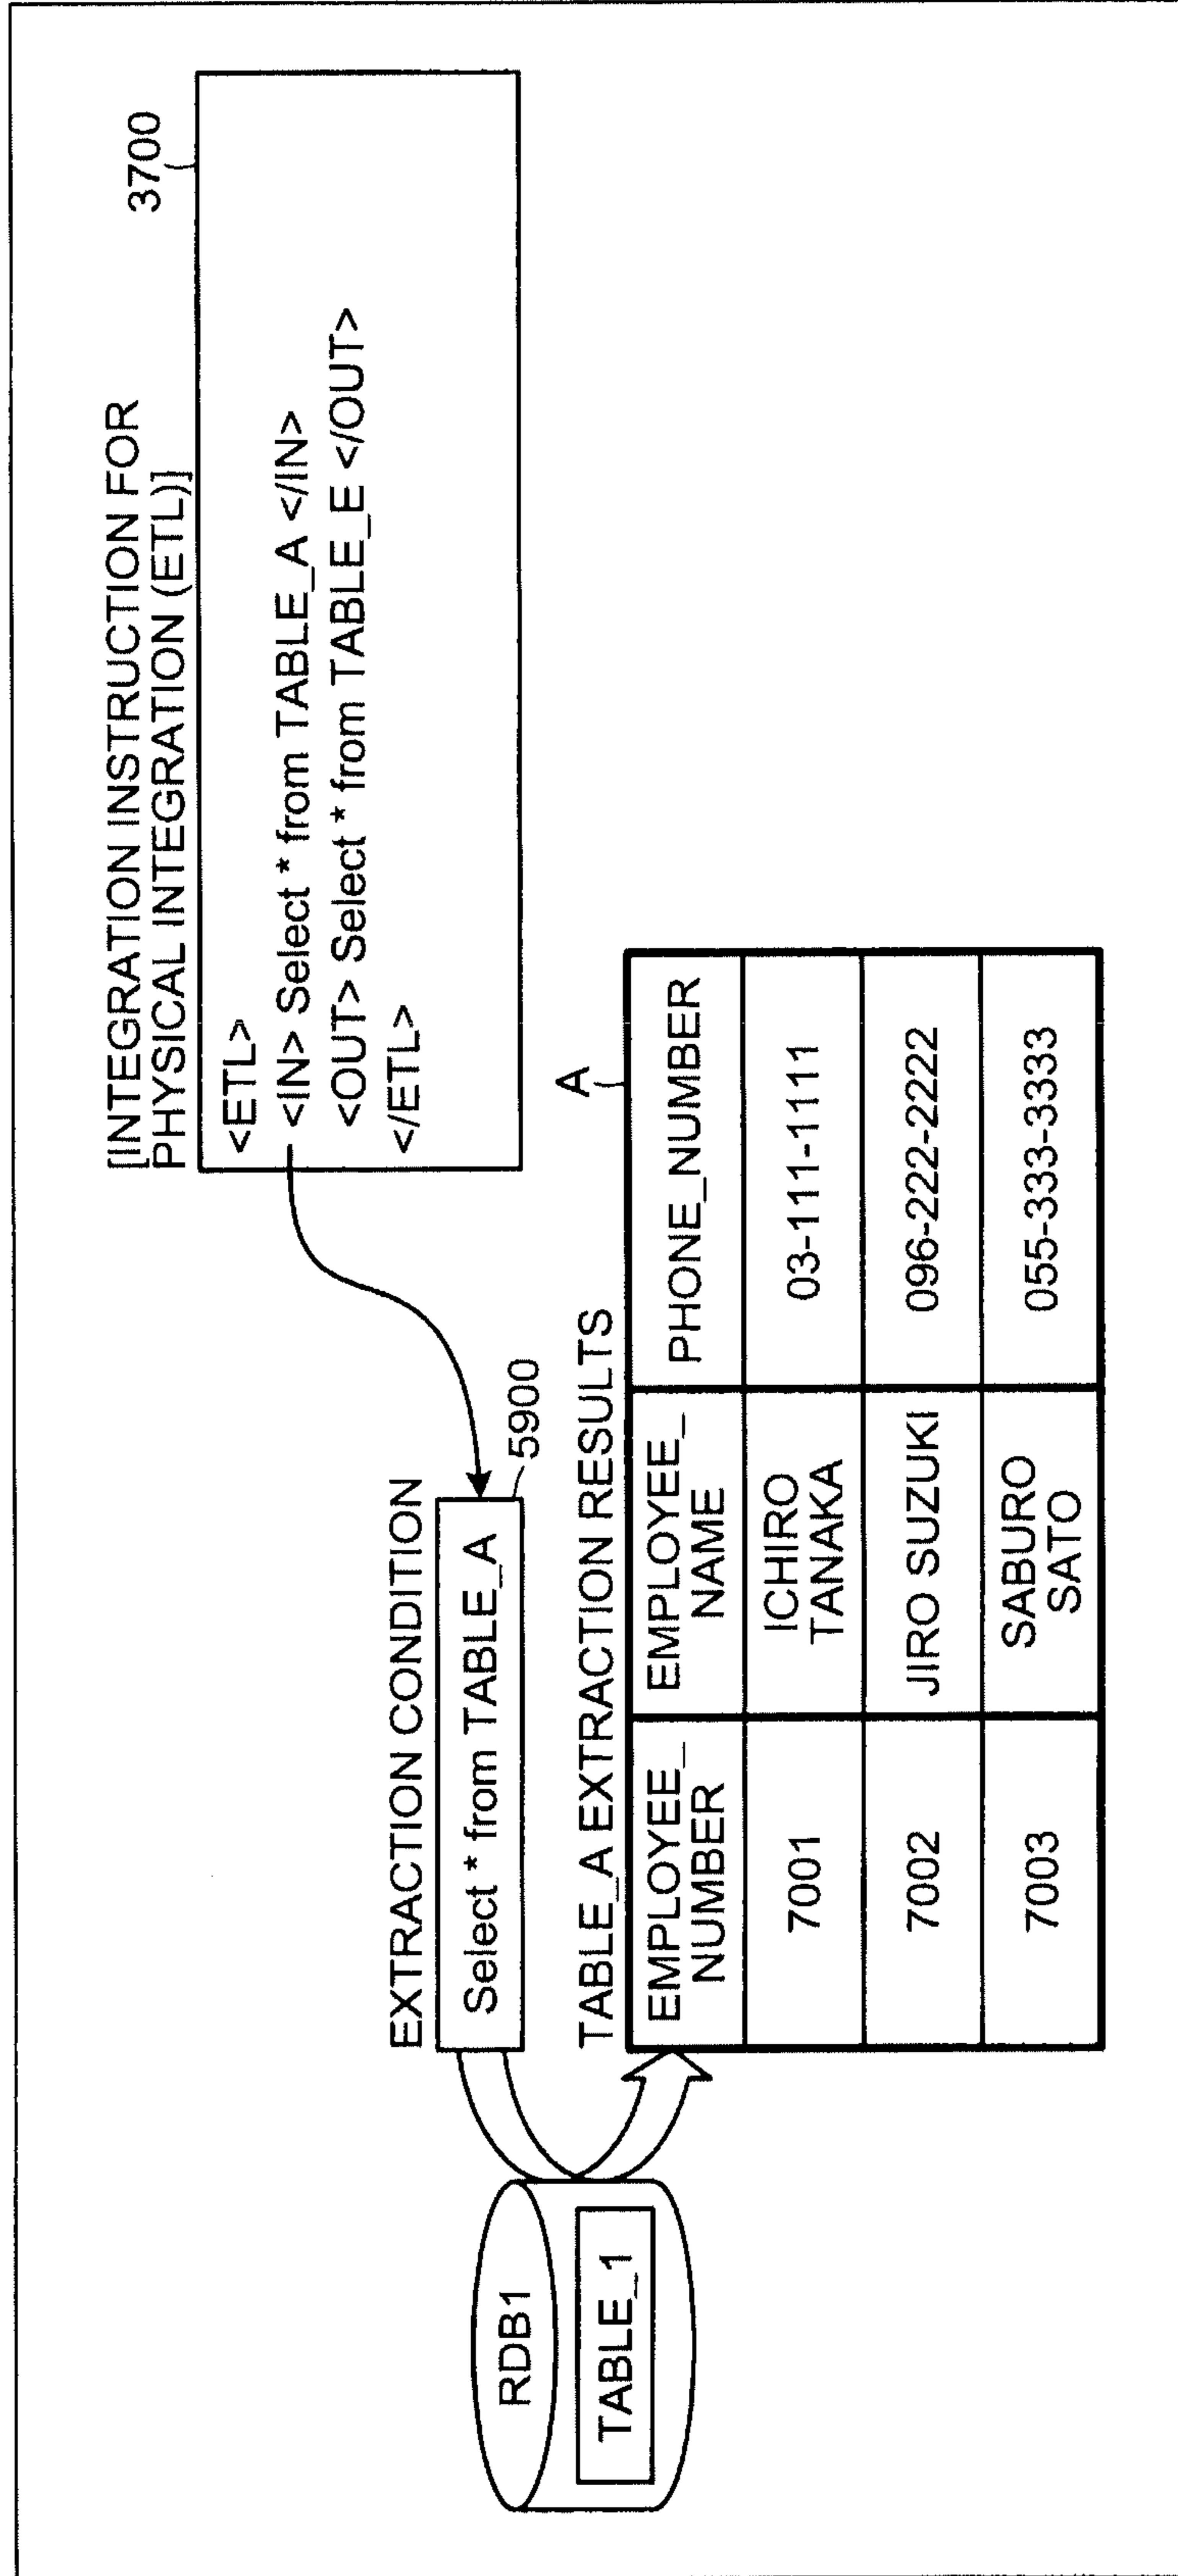 [INTEGRATION INSTRUCTION FOR
PHYSICAL INTEGRATION (ETL)]
3700
<ETL>
<IN> Select * from TABLE_A </IN>
<OUT> Select * from TABLE_E </OUT>
</ETL>
EXTRACTION CONDITION
Select * from TABLE_A
5900
RDB1
TABLE_1
TABLE_A EXTRACTION RESULTS
A
EMPLOYEE_
NUMBER
EMPLOYEE_
NAME
PHONE_NUMBER
7001
ICHIRO
TANAKA
03-111-1111
7002
JIRO SUZUKI
096-222-2222
7003
SABURO
SATO
055-333-3333